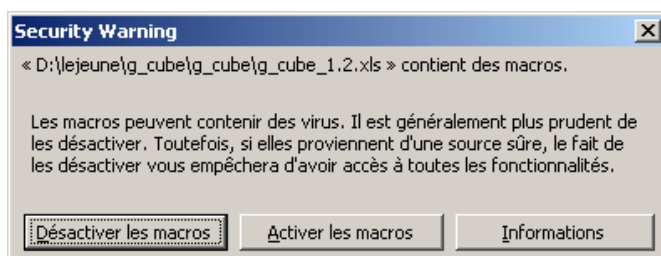 Security Warning
« D:\lejeune\g_cube\g_cube\g_cube_1.2.xls » contient des macros.
Les macros peuvent contenir des virus. Il est généralement plus prudent de
les désactiver. Toutefois, si elles proviennent d'une source sûre, le fait de
les désactiver vous empêchera d'avoir accès à toutes les fonctionnalités.
Désactiver les macros Activer les macros Informations